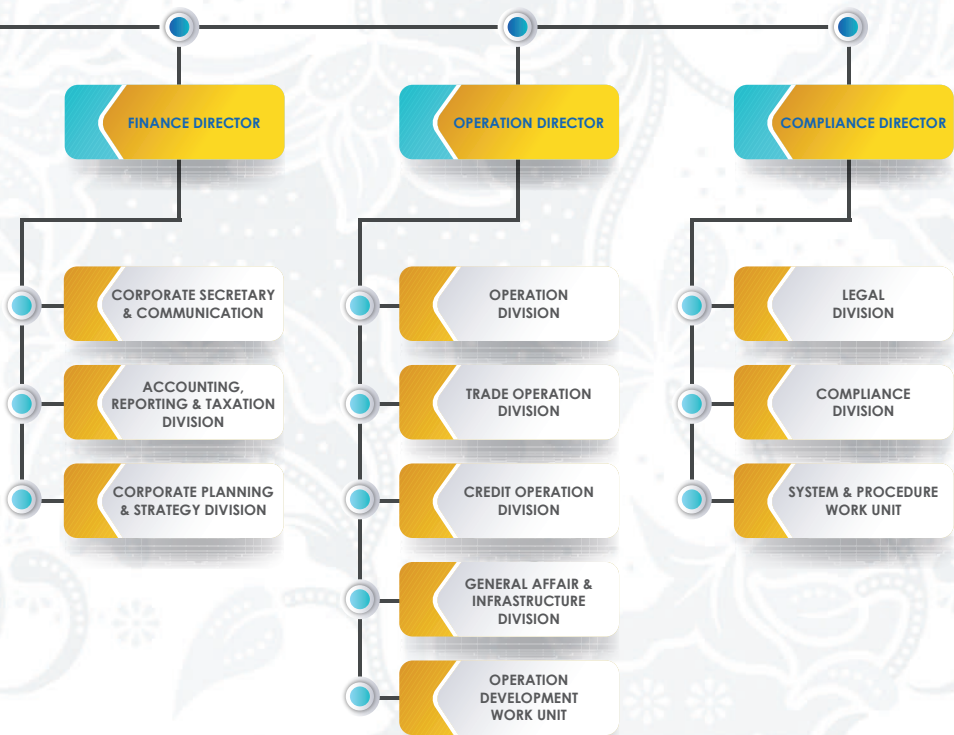 FINANCE DIRECTOR
OPERATION DIRECTOR
COMPLIANCE DIRECTOR
CORPORATE SECRETARY
& COMMUNICATION
ACCOUNTING,
REPORTING & TAXATION
DIVISION
CORPORATE PLANNING
& STRATEGY DIVISION
OPERATION
DIVISION
TRADE OPERATION
DIVISION
CREDIT OPERATION
DIVISION
GENERAL AFFAIR &
INFRASTRUCTURE
DIVISION
OPERATION
DEVELOPMENT
WORK UNIT
LEGAL
DIVISION
COMPLIANCE
DIVISION
SYSTEM & PROCEDURE
WORK UNIT